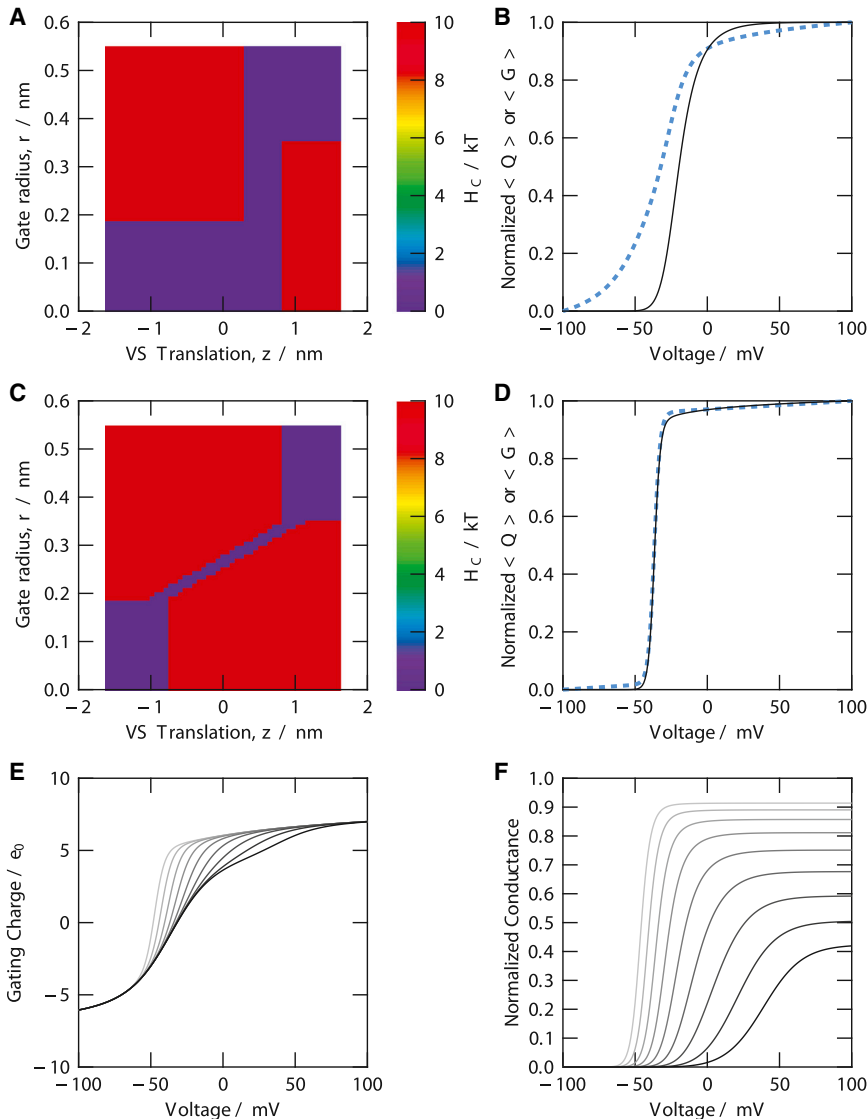 A
0.6
0.5
0.4
0.3
0.2
0.1
0.0
Gate radius, r / nm
−2 −1 0 1 2
VS Translation, z / nm
10
8
6
4
2
0
H_C / kT
B
1.0
0.8
0.6
0.4
0.2
0.0
Normalized < Q > or < G >
−100 −50 0 50 100
Voltage / mV
C
0.6
0.5
0.4
0.3
0.2
0.1
0.0
Gate radius, r / nm
−2 −1 0 1 2
VS Translation, z / nm
10
8
6
4
2
0
H_C / kT
D
1.0
0.8
0.6
0.4
0.2
0.0
Normalized < Q > or < G >
−100 −50 0 50 100
Voltage / mV
E
10
5
0
−5
−10
Gating Charge / e₀
−100 −50 0 50 100
Voltage / mV
F
1.0
0.9
0.8
0.7
0.6
0.5
0.4
0.3
0.2
0.1
0.0
Normalized Conductance
−100 −50 0 50 100
Voltage / mV